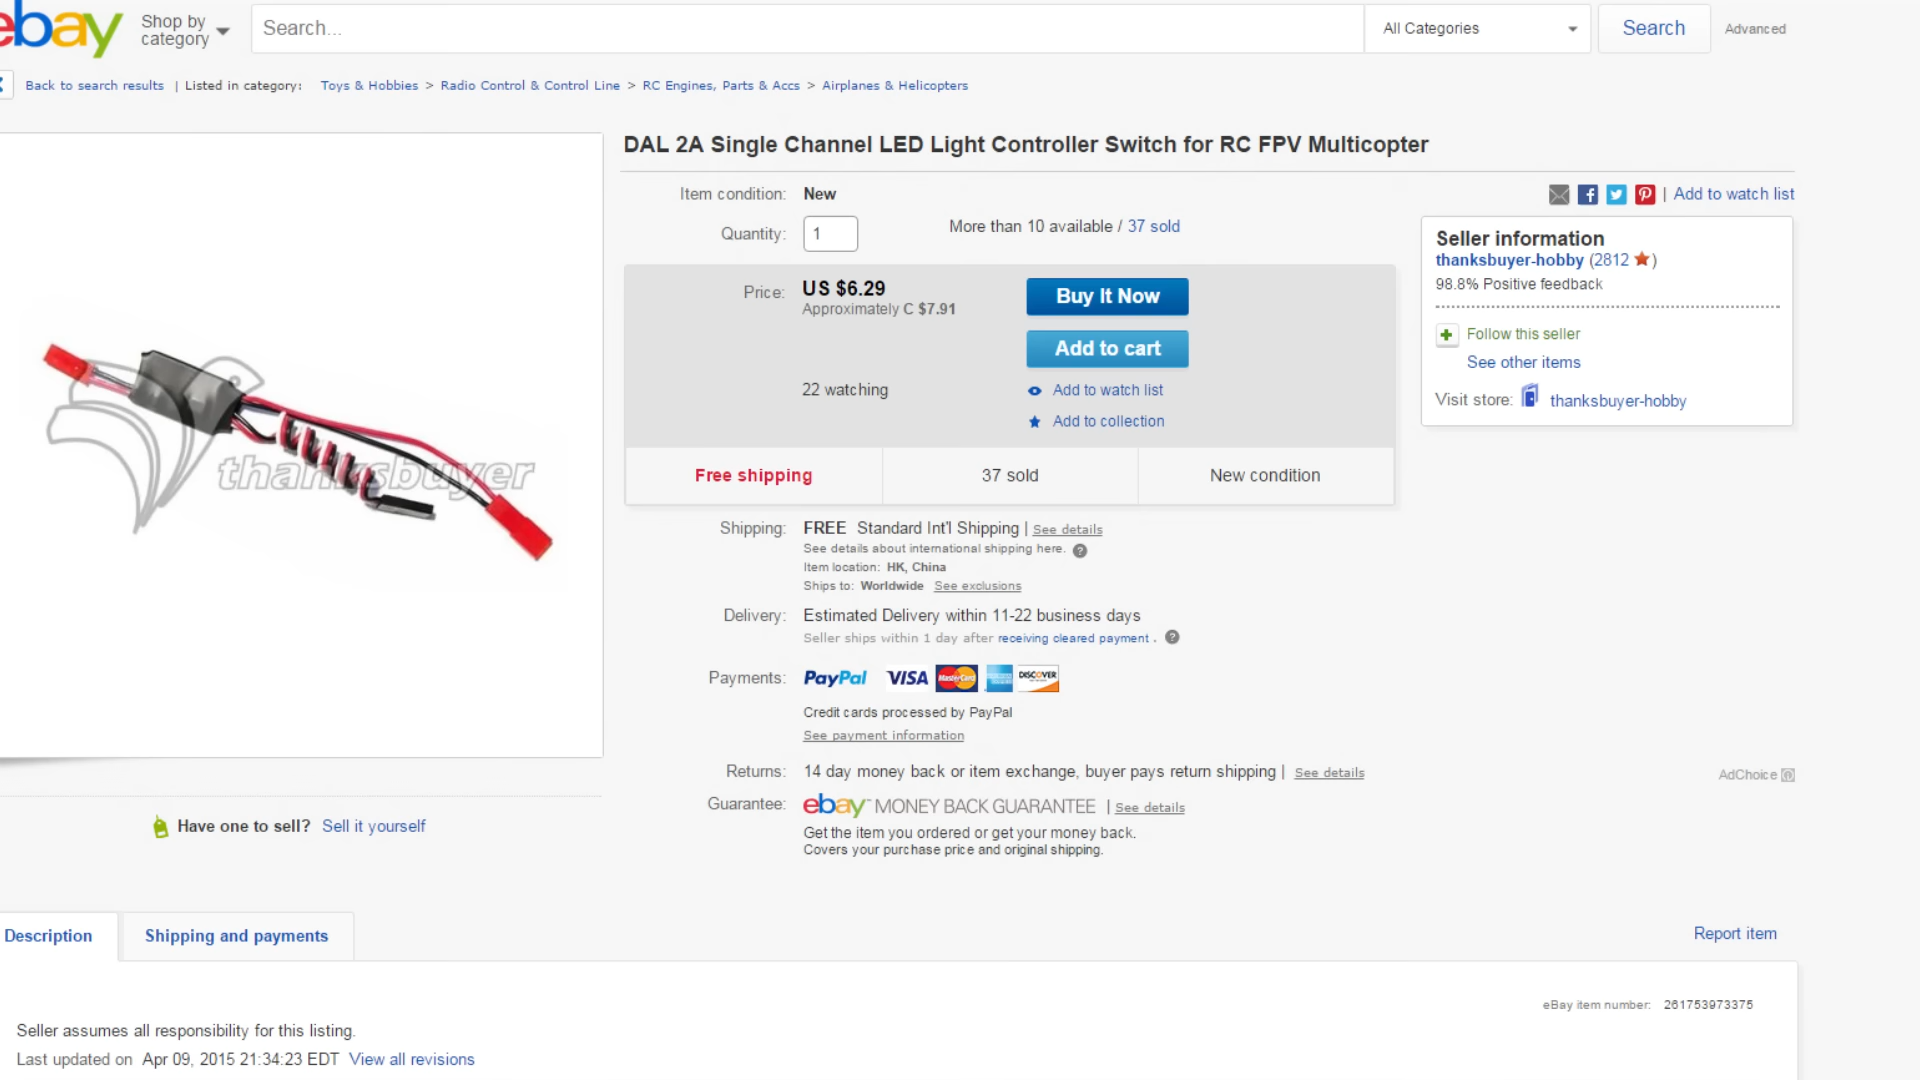 ebay
Shop by
category
Search...
All Categories
Search
Advanced
Back to search results | Listed in category: Toys & Hobbies > Radio Control & Control Line > RC Engines, Parts & Accs > Airplanes & Helicopters
DAL 2A Single Channel LED Light Controller Switch for RC FPV Multicopter
Item condition: New
| Add to watch list
Quantity: 1
More than 10 available / 37 sold
Price: US $6.29
Approximately C $7.91
Buy It Now
Add to cart
22 watching
Add to watch list
Add to collection
Free shipping
37 sold
New condition
Seller information
thanksbuyer-hobby (2812)
98.8% Positive feedback
Follow this seller
See other items
Visit store: thanksbuyer-hobby
thanksbuyer
Shipping: FREE Standard Int'l Shipping | See details
See details about international shipping here. ?
Item location: HK, China
Ships to: Worldwide See exclusions
Delivery: Estimated Delivery within 11-22 business days
Seller ships within 1 day after receiving cleared payment . ?
Payments: PayPal VISA MasterCard DISCOVER
Credit cards processed by PayPal
See payment information
Returns: 14 day money back or item exchange, buyer pays return shipping | See details
AdChoice
Guarantee: ebay MONEY BACK GUARANTEE | See details
Get the item you ordered or get your money back.
Covers your purchase price and original shipping.
Have one to sell? Sell it yourself
Description
Shipping and payments
Report item
eBay item number: 261753973375
Seller assumes all responsibility for this listing.
Last updated on Apr 09, 2015 21:34:23 EDT View all revisions